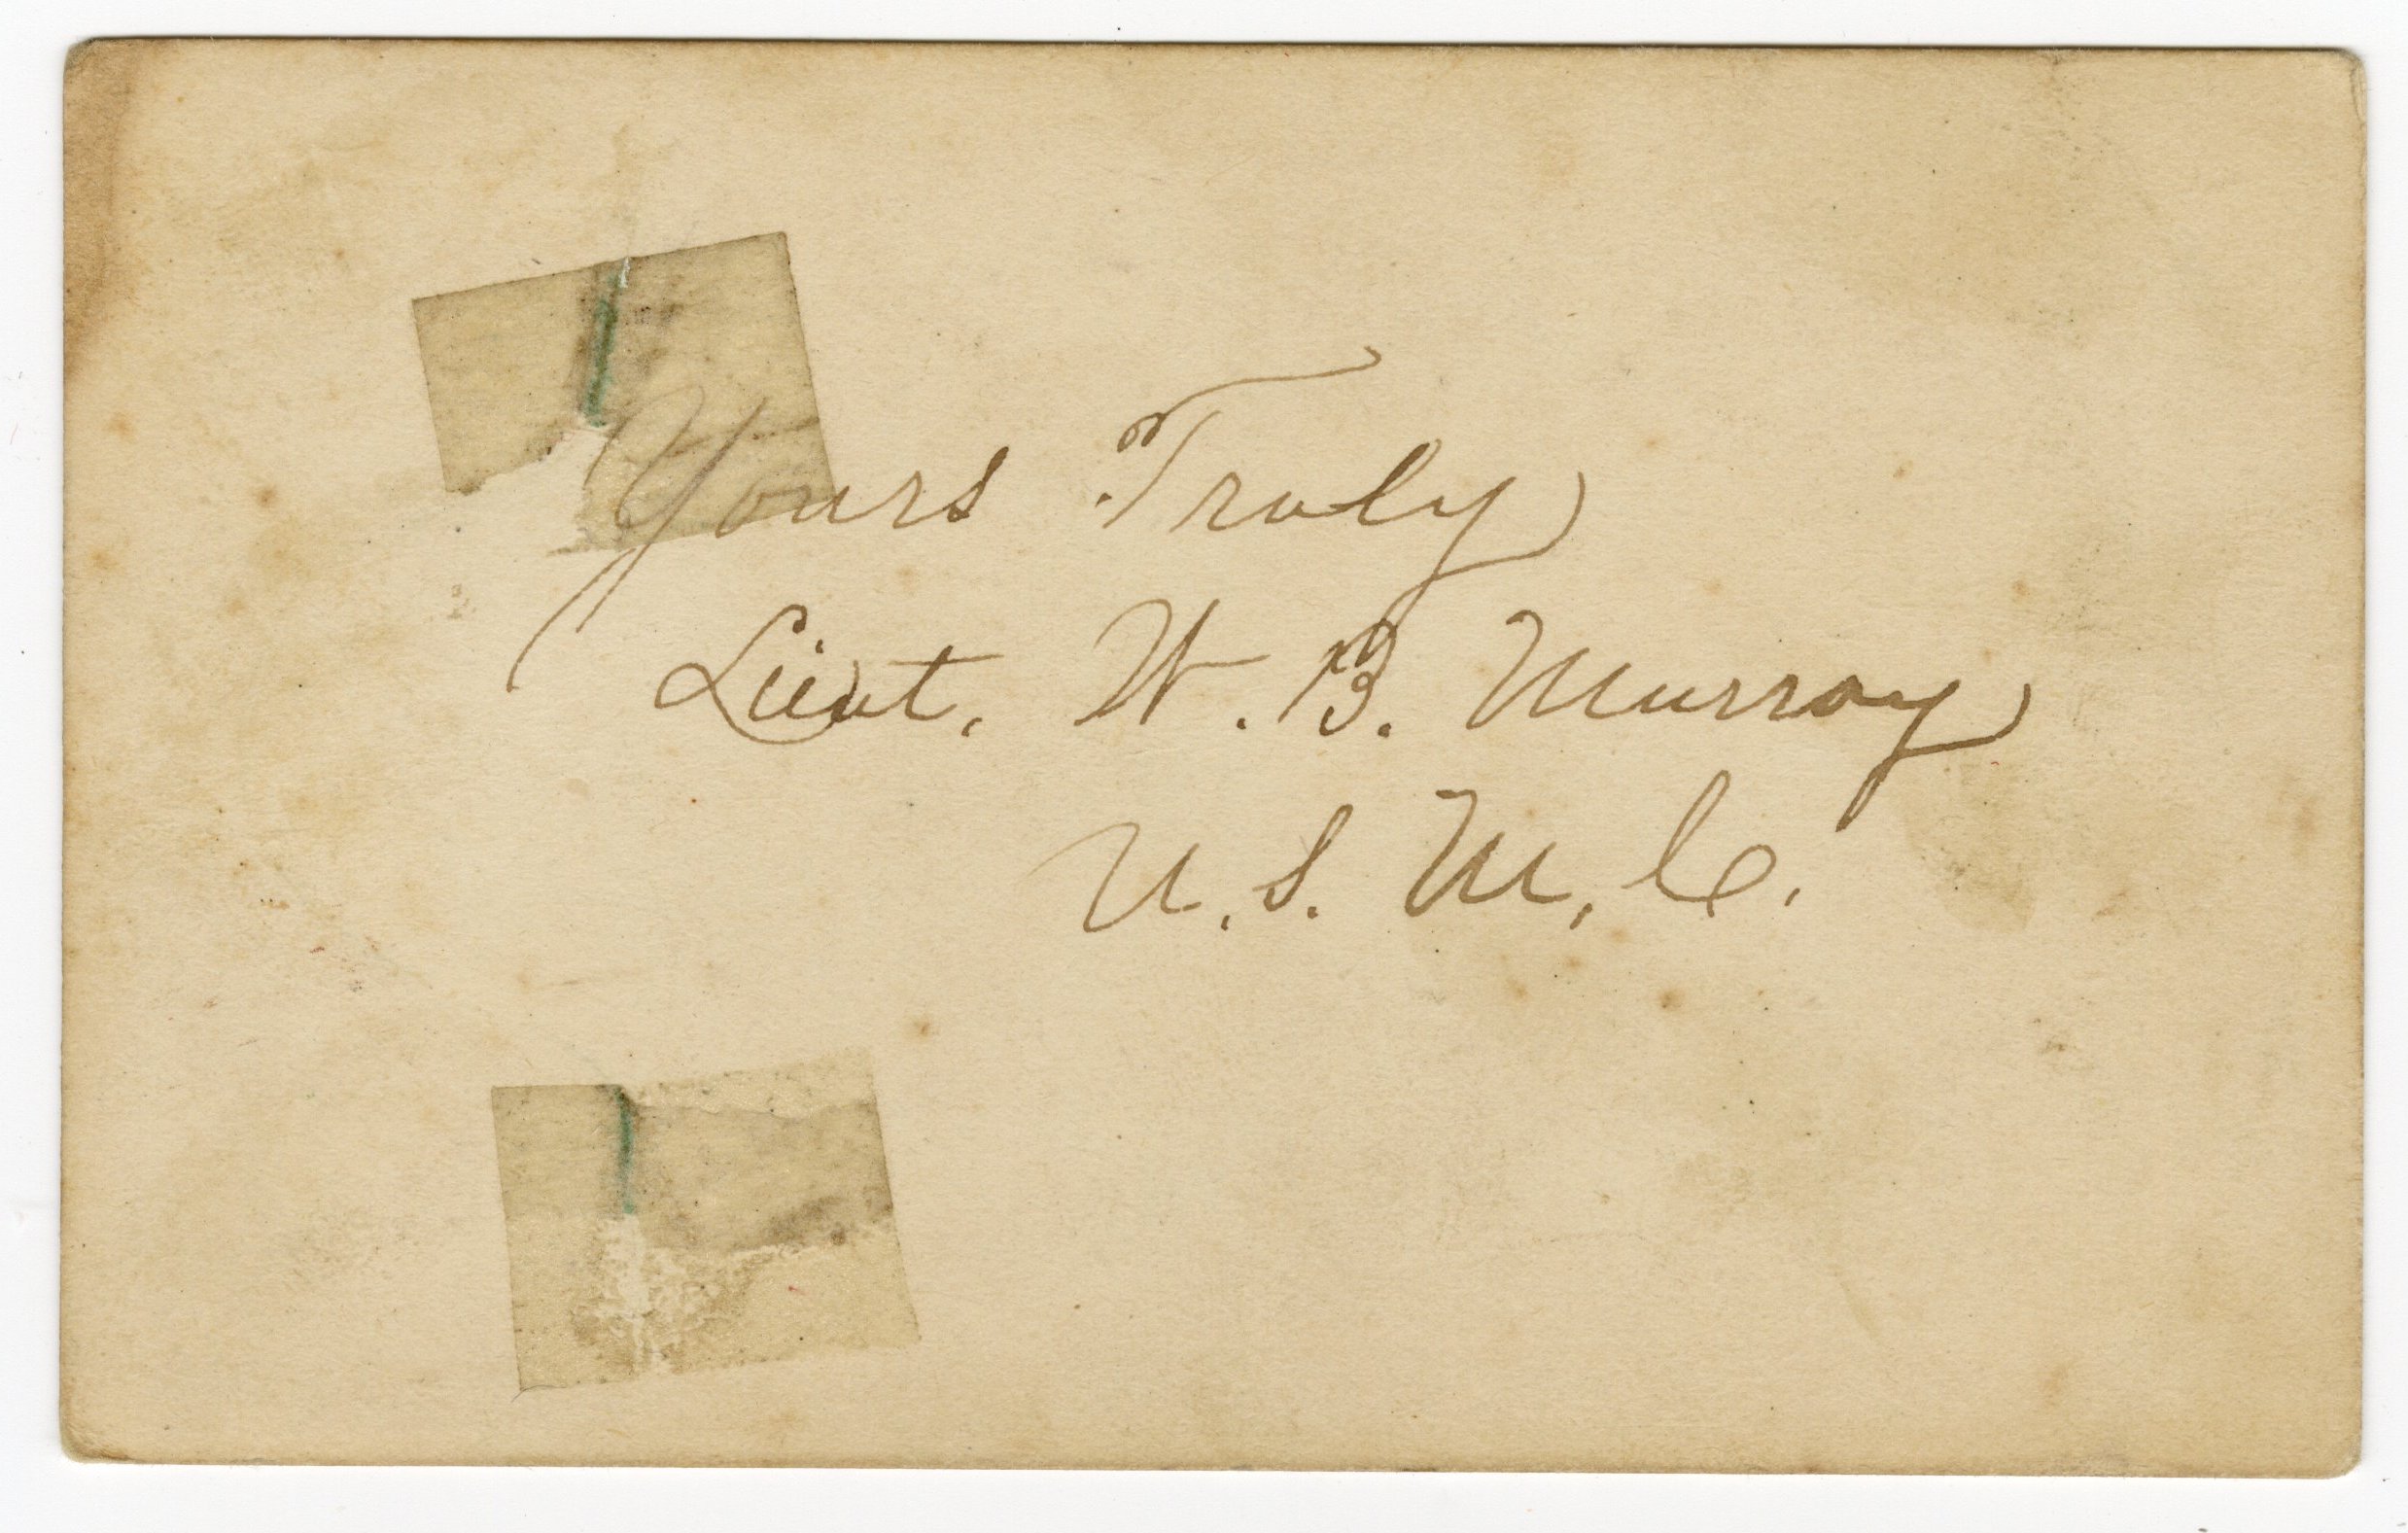 Yours Truly
Lieut. W. B. Murray
U. S. M. C.